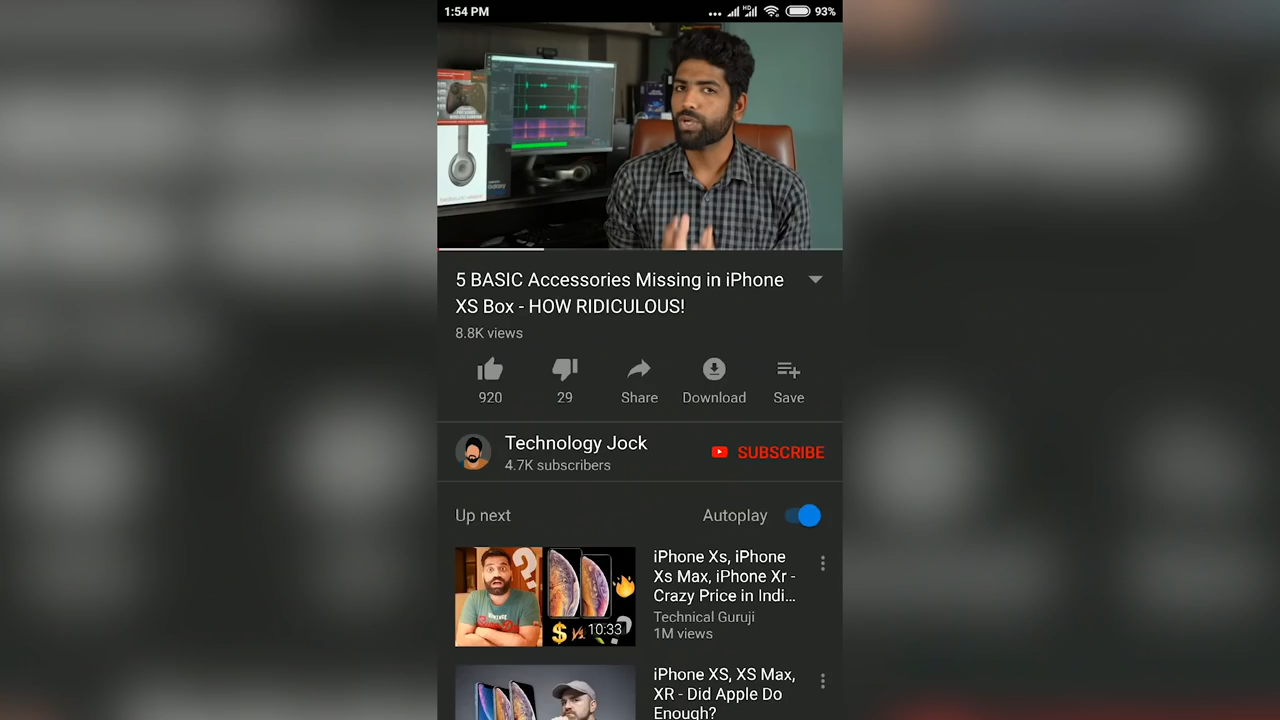 1:54 PM
HD
93%
5 BASIC Accessories Missing in iPhone
XS Box - HOW RIDICULOUS!
8.8K views
920
29
Share
Download
Save
Technology Jock
4.7K subscribers
SUBSCRIBE
Up next
Autoplay
iPhone Xs, iPhone
Xs Max, iPhone Xr -
Crazy Price in Indi...
Technical Guruji
1M views
10:33
iPhone XS, XS Max,
XR - Did Apple Do
Enough?